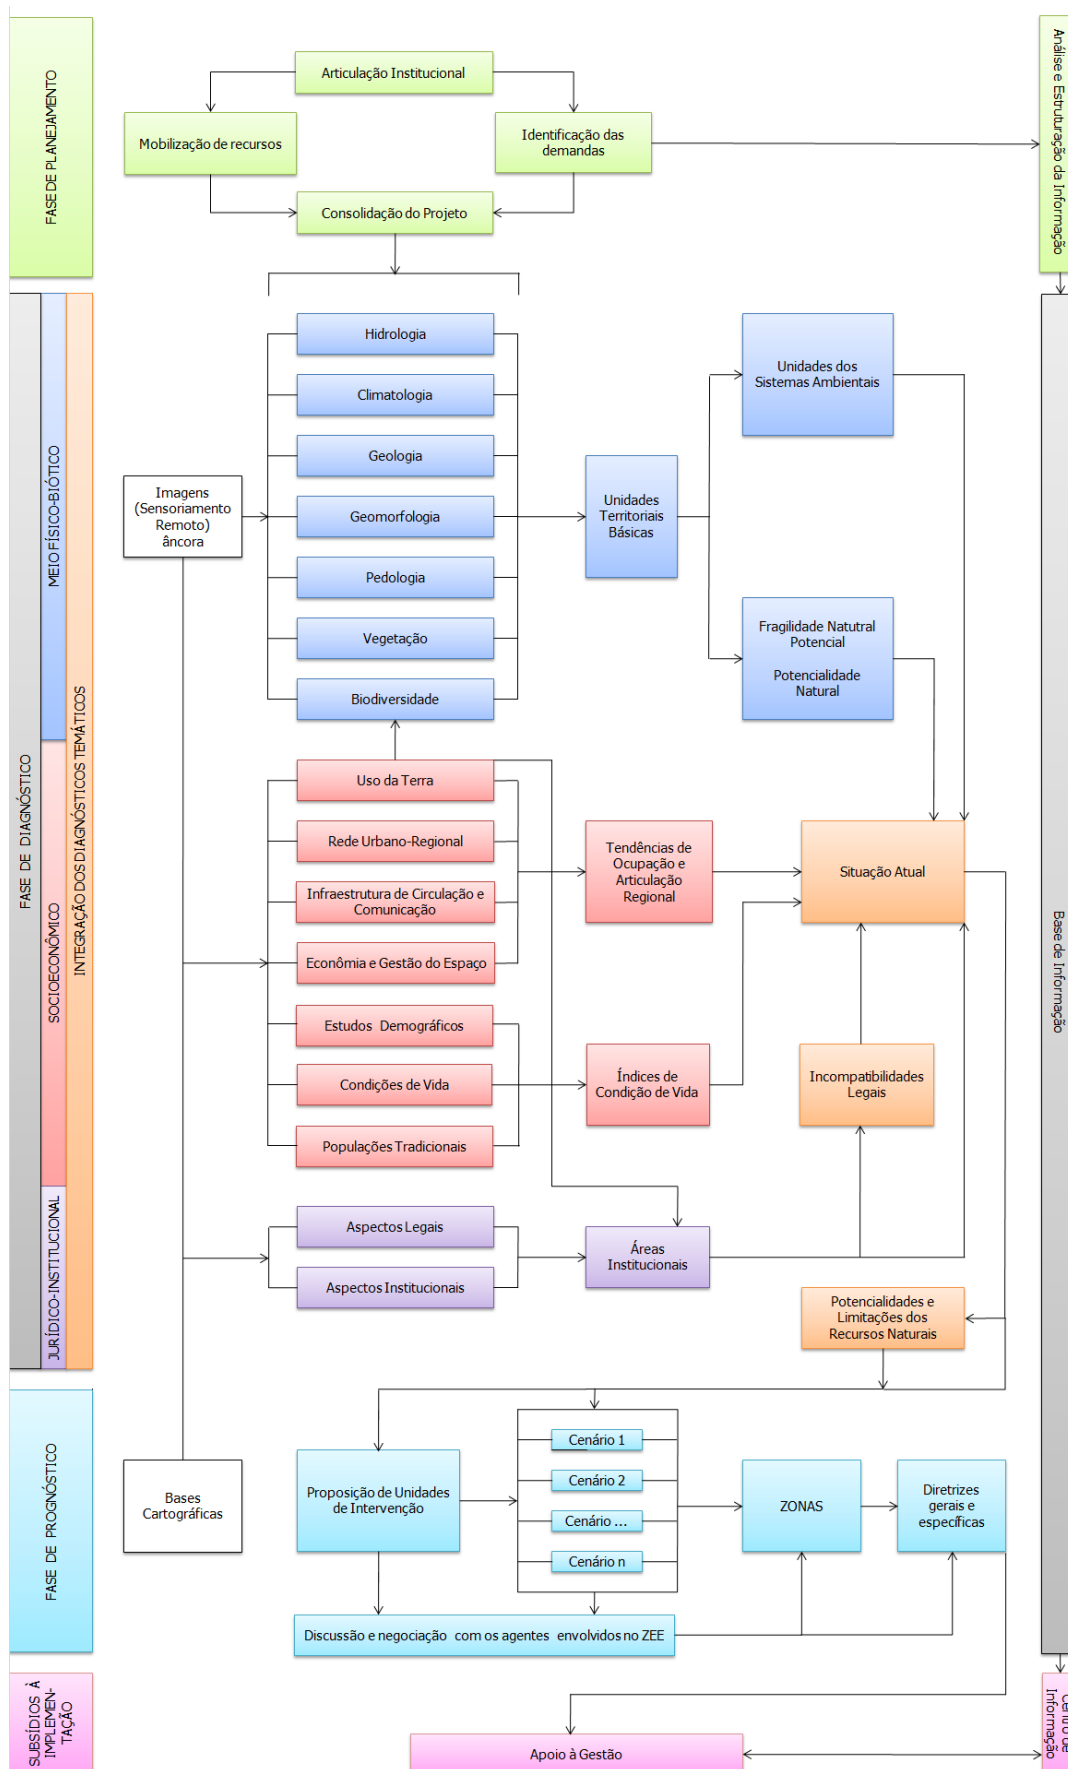 FASE DE PLANEJAMENTO
Articulação Institucional
Mobilização de recursos
Identificação das
demandas
Consolidação do Projeto
Análise e Estruturação da Informação
FASE DE DIAGNÓSTICO
MEIO FÍSICO-BIÓTICO
SOCIOECONÔMICO
JURÍDICO-INSTITUCIONAL
INTEGRAÇÃO DOS DIAGNÓSTICOS TEMÁTICOS
Imagens
(Sensoriamento
Remoto)
âncora
Hidrologia
Climatologia
Geologia
Geomorfologia
Pedologia
Vegetação
Biodiversidade
Unidades
Territoriais
Básicas
Unidades dos
Sistemas Ambientais
Fragilidade Natutral
Potencial
Potencialidade
Natural
Uso da Terra
Rede Urbano-Regional
Infraestrutura de Circulação e
Comunicação
Econômia e Gestão do Espaço
Estudos Demográficos
Condições de Vida
Populações Tradicionais
Tendências de
Ocupação e
Articulação
Regional
Índices de
Condição de Vida
Situação Atual
Incompatibilidades
Legais
Aspectos Legais
Aspectos Institucionais
Áreas
Institucionais
Potencialidades e
Limitações dos
Recursos Naturais
Base de Informação
FASE DE PROGNÓSTICO
Bases
Cartográficas
Proposição de Unidades
de Intervenção
Cenário 1
Cenário 2
Cenário ...
Cenário n
ZONAS
Diretrizes
gerais e
específicas
Discussão e negociação com os agentes envolvidos no ZEE
SUBSÍDIOS À
IMPLEMEN-
TAÇÃO
Apoio à Gestão
Centro de
Informação